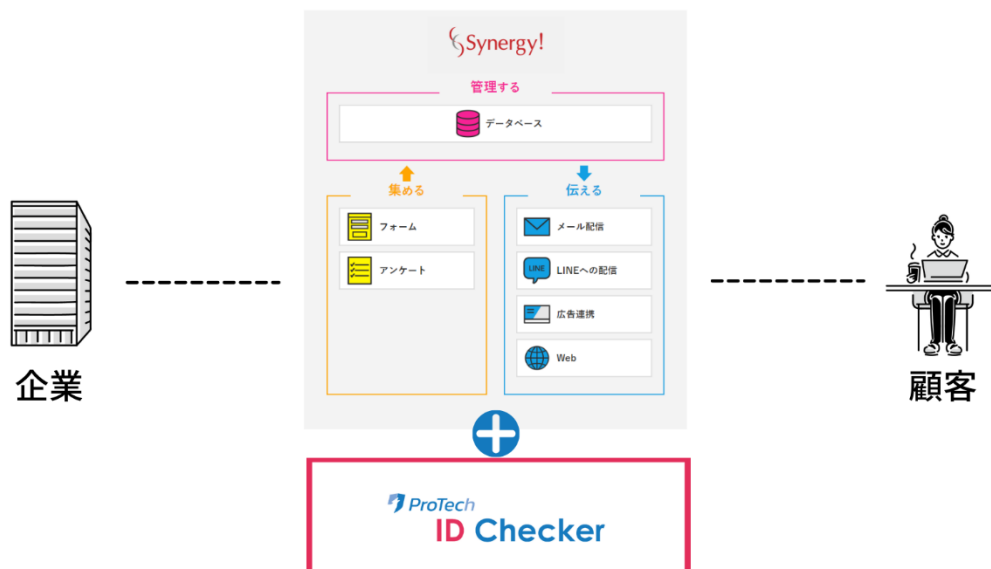 Synergy!
管理する
データベース
集める
伝える
フォーム
アンケート
メール配信
LINE
LINEへの配信
広告連携
Web
企業
顧客
ProTech
ID Checker